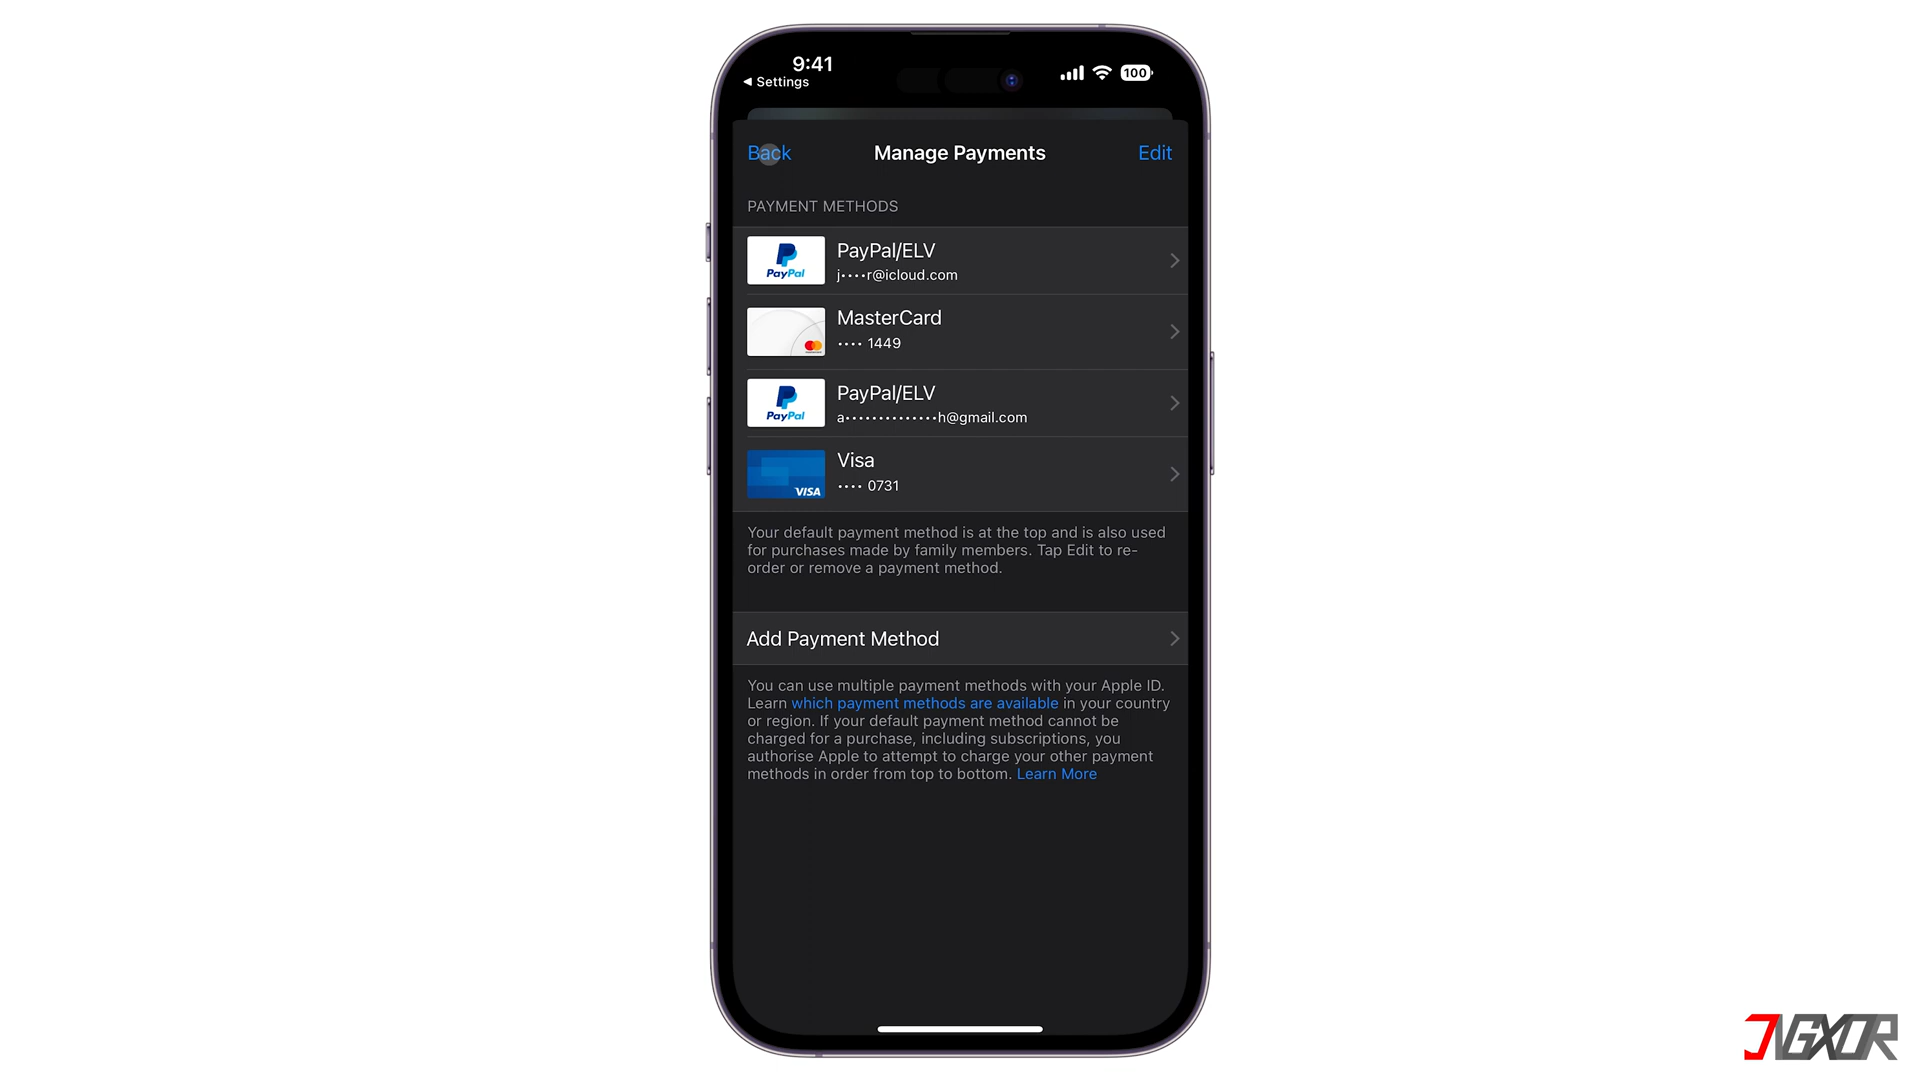 9:41
◀ Settings
100
Back
Manage Payments
Edit
PAYMENT METHODS
PayPal
PayPal/ELV
j••••r@icloud.com
MasterCard
•••• 1449
PayPal
PayPal/ELV
a••••••••••••••h@gmail.com
VISA
Visa
•••• 0731
Your default payment method is at the top and is also used
for purchases made by family members. Tap Edit to re-
order or remove a payment method.
Add Payment Method
You can use multiple payment methods with your Apple ID.
Learn which payment methods are available in your country
or region. If your default payment method cannot be
charged for a purchase, including subscriptions, you
authorise Apple to attempt to charge your other payment
methods in order from top to bottom. Learn More
JVGXOR